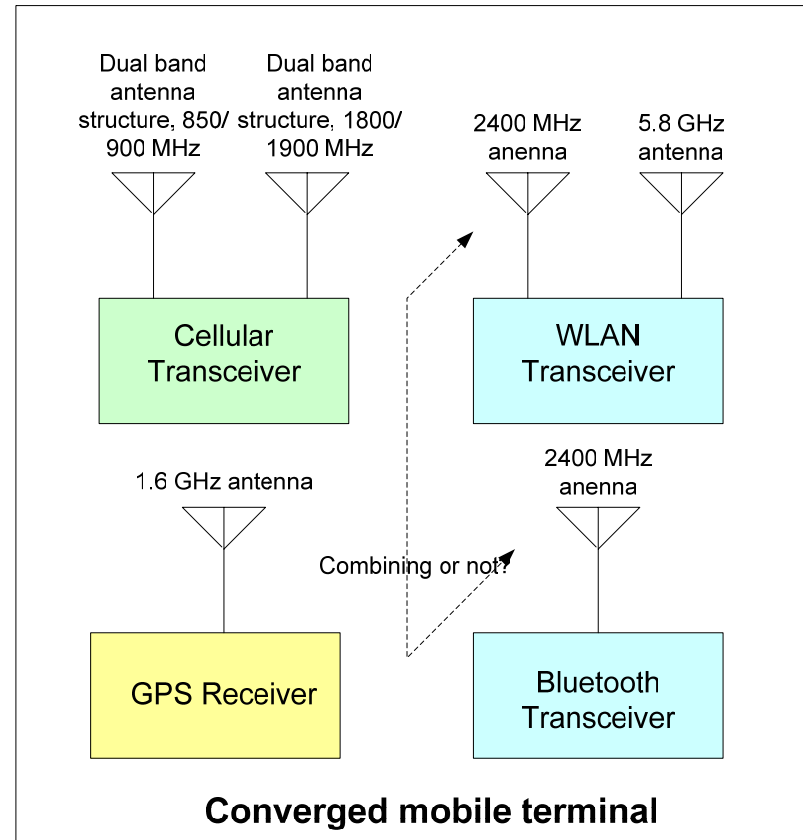 Dual band
antenna
structure, 850/
900 MHz
Dual band
antenna
structure, 1800/
1900 MHz
2400 MHz
anenna
5.8 GHz
antenna
Cellular
Transceiver
WLAN
Transceiver
1.6 GHz antenna
2400 MHz
anenna
Combining or not?
GPS Receiver
Bluetooth
Transceiver
Converged mobile terminal